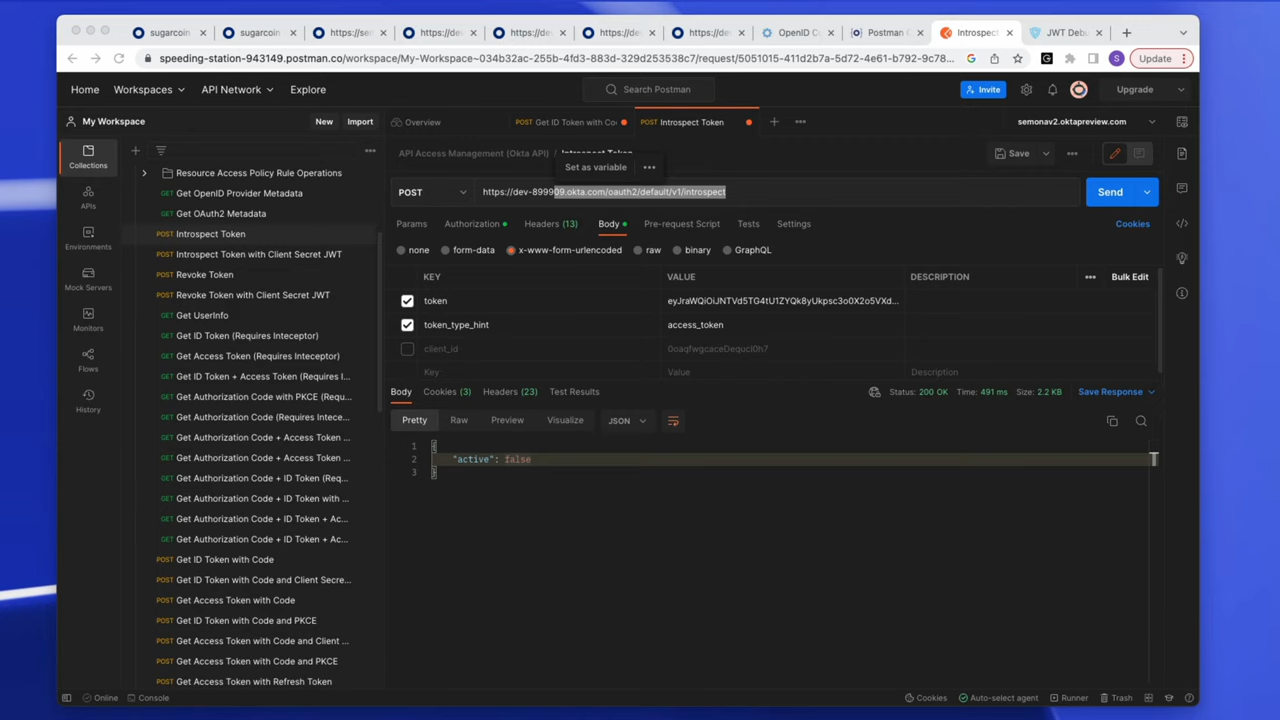 sugarcoin
sugarcoin
https://sem
https://dev
https://dev
https://dev
https://dev
OpenID Co
Postman C
Introspect
JWT Debu
speeding-station-943149.postman.co/workspace/My-Workspace~034b32ac-255b-4fd3-883d-329d253538c7/request/5051015-411d2b7a-5d72-4e61-b792-9c78...
G
S
Update
Home
Workspaces
API Network
Explore
Search Postman
Invite
Upgrade
My Workspace
New
Import
Overview
POST Get ID Token with Co
POST Introspect Token
semonav2.oktapreview.com
Collections
APIs
Environments
Mock Servers
Monitors
Flows
History
Resource Access Policy Rule Operations
GET Get OpenID Provider Metadata
GET Get OAuth2 Metadata
POST Introspect Token
POST Introspect Token with Client Secret JWT
POST Revoke Token
POST Revoke Token with Client Secret JWT
GET Get UserInfo
GET Get ID Token (Requires Inteceptor)
GET Get Access Token (Requires Inteceptor)
GET Get ID Token + Access Token (Requires I...
GET Get Authorization Code with PKCE (Requ...
GET Get Authorization Code (Requires Intece...
GET Get Authorization Code + Access Token ...
GET Get Authorization Code + Access Token ...
GET Get Authorization Code + ID Token (Req...
GET Get Authorization Code + ID Token with ...
GET Get Authorization Code + ID Token + Ac...
GET Get Authorization Code + ID Token + Ac...
POST Get ID Token with Code
POST Get ID Token with Code and Client Secre...
POST Get Access Token with Code
POST Get ID Token with Code and PKCE
POST Get Access Token with Code and Client ...
POST Get Access Token with Code and PKCE
POST Get Access Token with Refresh Token
API Access Management (Okta API) / Introspect Token
Set as variable
Save
POST
https://dev-899909.okta.com/oauth2/default/v1/introspect
Send
Params
Authorization
Headers (13)
Body
Pre-request Script
Tests
Settings
Cookies
none
form-data
x-www-form-urlencoded
raw
binary
GraphQL
KEY
VALUE
DESCRIPTION
Bulk Edit
token
eyJraWQiOiJNTVd5TG4tU1ZYQk8yUkpsc3o0X2o5VXd...
token_type_hint
access_token
client_id
0oaqfwgcaceDequcl0h7
Key
Value
Description
Body
Cookies (3)
Headers (23)
Test Results
Status: 200 OK
Time: 491 ms
Size: 2.2 KB
Save Response
Pretty
Raw
Preview
Visualize
JSON
1 {
2 "active": false
3 }
Online
Console
Cookies
Auto-select agent
Runner
Trash